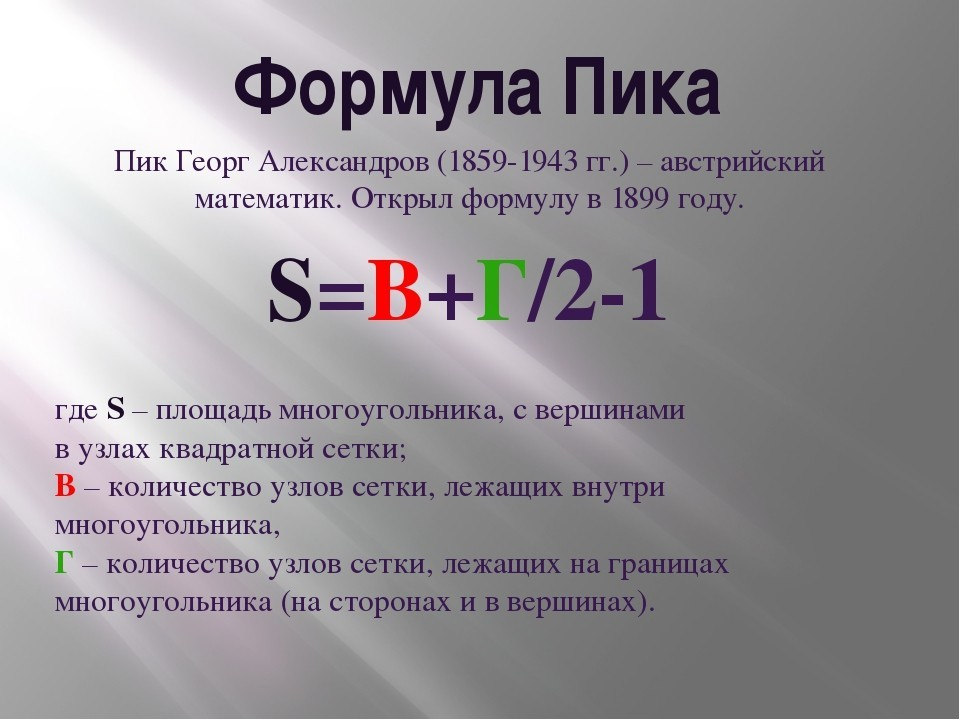 Формула Пика
Пик Георг Александров (1859-1943 гг.) – австрийский
математик. Открыл формулу в 1899 году.
S=В+Г/2-1
где S – площадь многоугольника, с вершинами
в узлах квадратной сетки;
В – количество узлов сетки, лежащих внутри
многоугольника,
Г – количество узлов сетки, лежащих на границах
многоугольника (на сторонах и в вершинах).